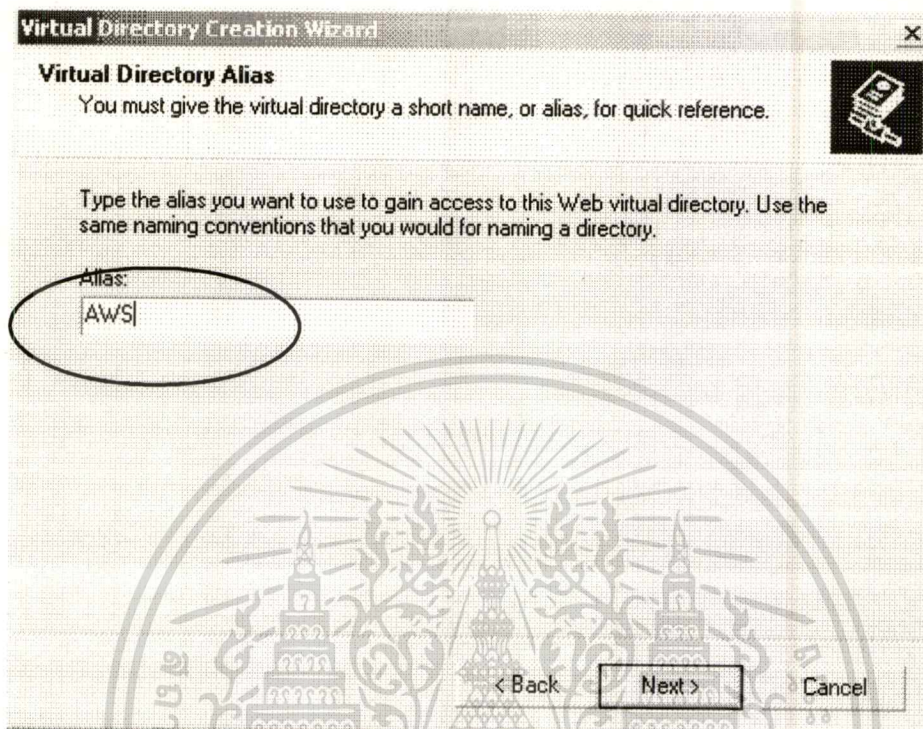 Virtual Directory Creation Wizard
Virtual Directory Alias
You must give the virtual directory a short name, or alias, for quick reference.
Type the alias you want to use to gain access to this Web virtual directory. Use the
same naming conventions that you would for naming a directory.
Alias:
AWS
< Back
Next >
Cancel